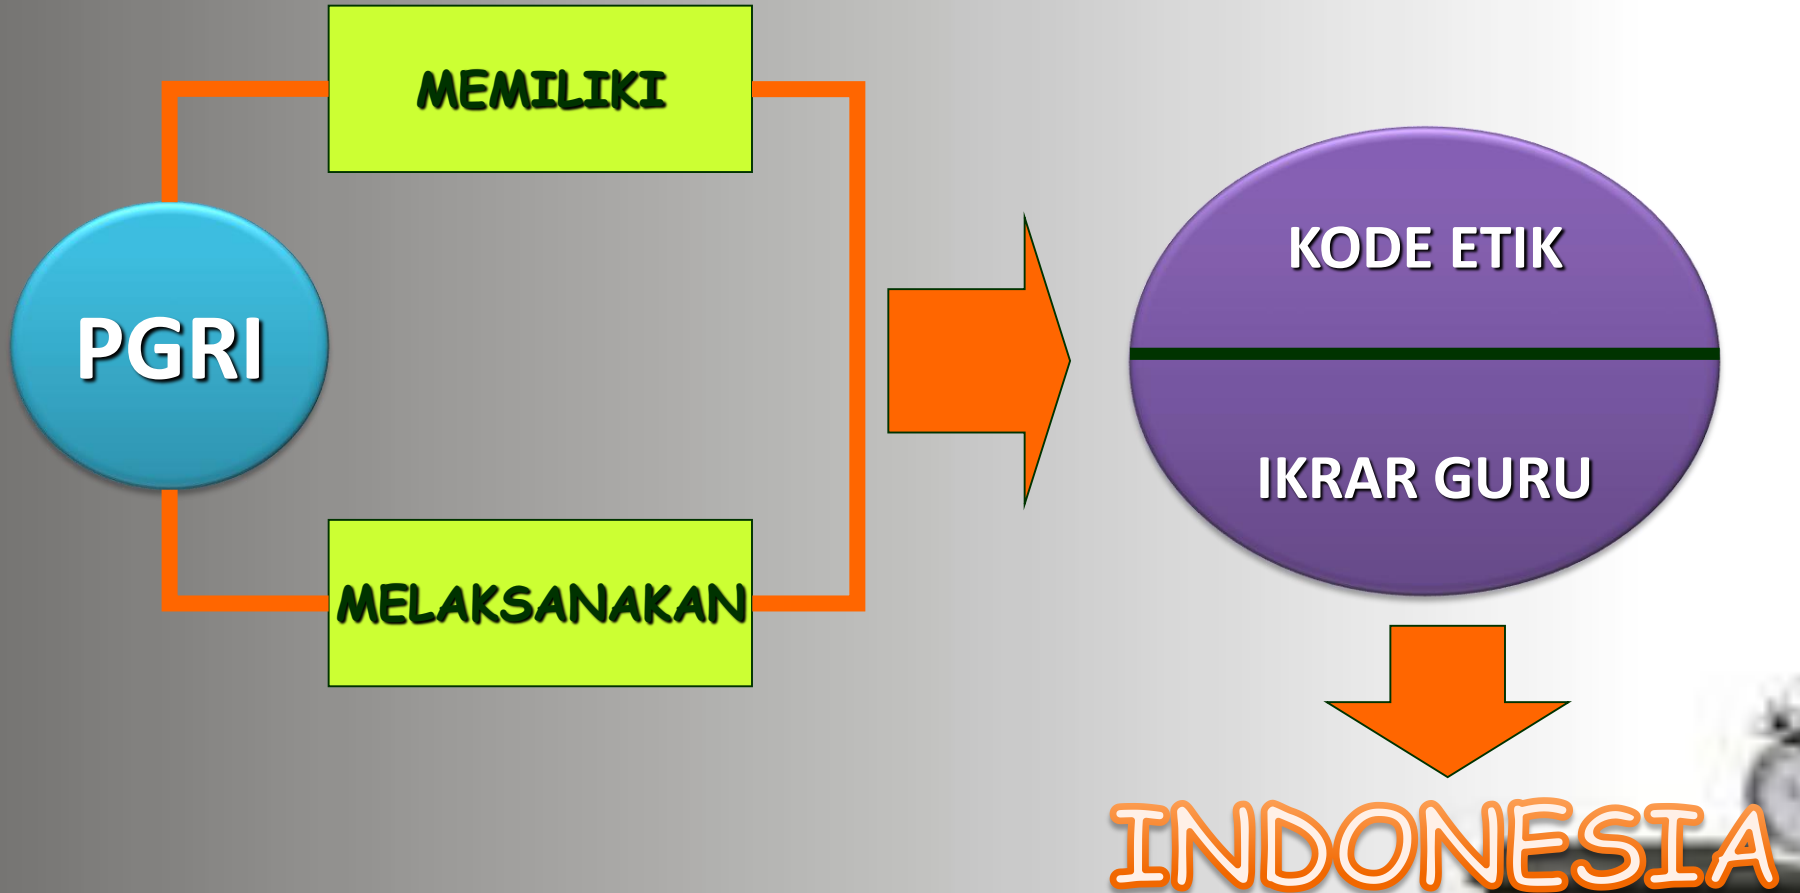 MEMILIKI
PGRI
MELAKSANAKAN
KODE ETIK
IKRAR GURU
INDONESIA